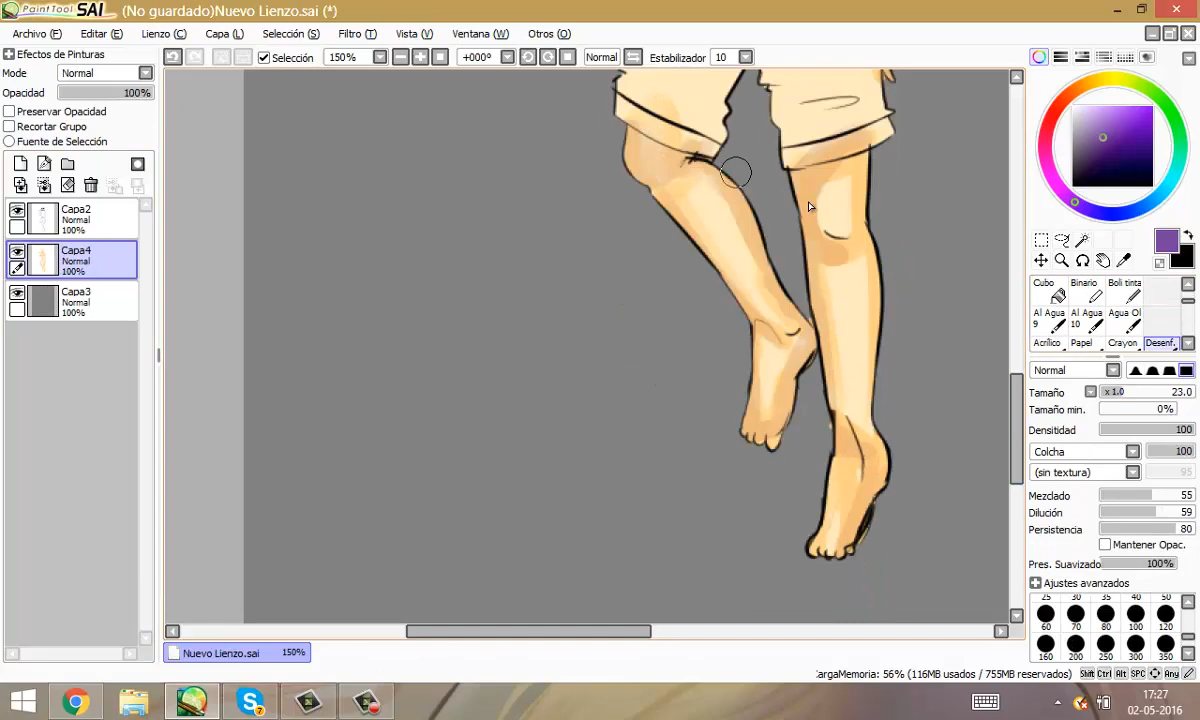 PaintTool SAI (No guardado)Nuevo Lienzo.sai (*)
Archivo (F) Editar (E) Lienzo (C) Capa (L) Selección (S) Filtro (T) Vista (V) Ventana (W) Otros (O)
Efectos de Pinturas
Selección 150% +000º Normal Estabilizador 10
Modo Normal
Opacidad 100%
Preservar Opacidad
Recortar Grupo
Fuente de Selección
Capa2
Normal
100%
Capa4
Normal
100%
Capa3
Normal
100%
Cubo Binario Boli tinta
Al Agua 9 Al Agua 10 Agua Ol
Acrílico Papel Crayon Desenf.
Normal
Tamaño x 1.0 23.0
Tamaño min. 0%
Densitidad 100
Colcha 100
(sin textura) 95
Mezclado 55
Dilución 59
Persistencia 80
Mantener Opac.
Pres. Suavizado 100%
Ajustes avanzados
25 30 35 40 50
60 70 80 100 120
160 200 250 300 350
Nuevo Lienzo.sai 150%
CargaMemoria: 56% (116MB usados / 755MB reservados)
Shift Ctrl Alt SPC Any
17:27
02-05-2016